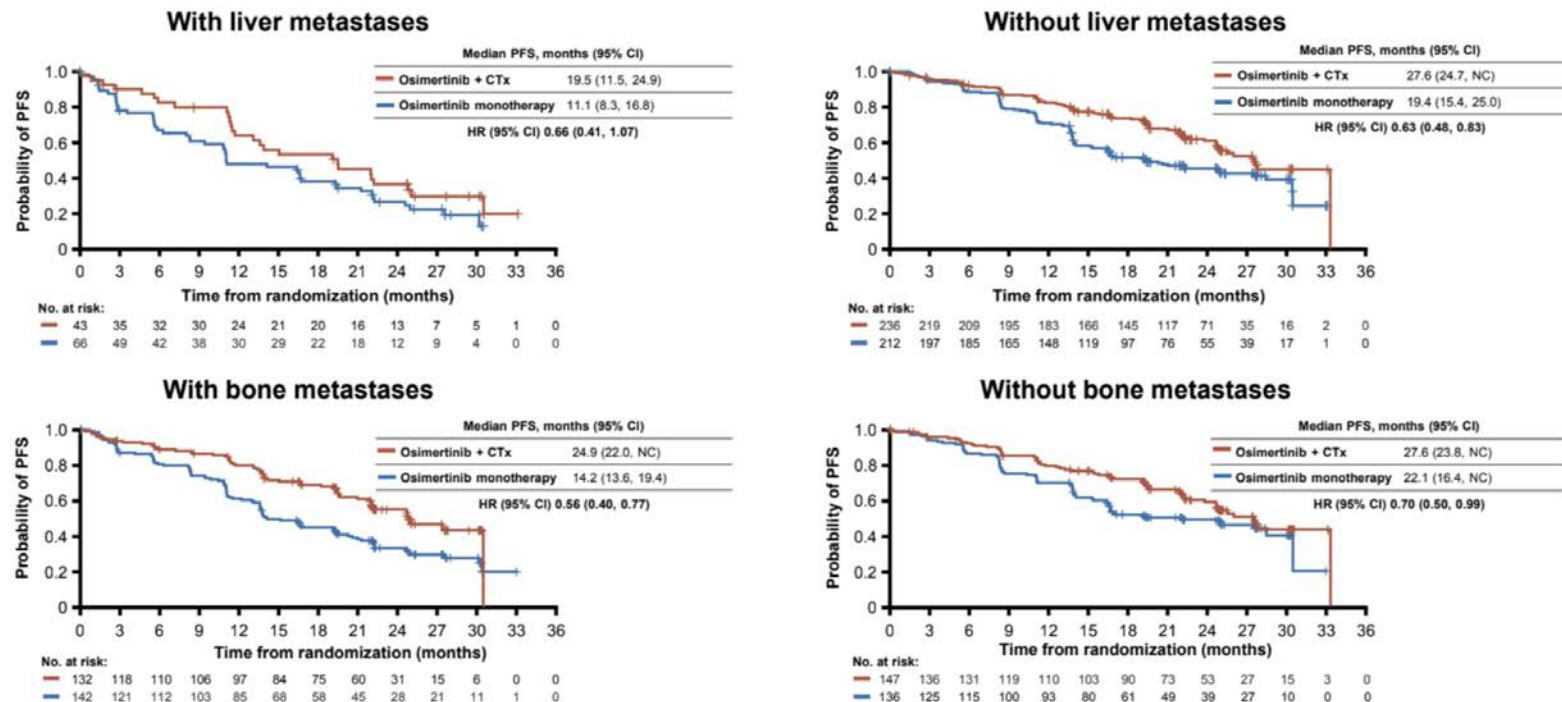 With liver metastases
Median PFS, months (95% CI)
Osimertinib + CTx 19.5 (11.5, 24.9)
Osimertinib monotherapy 11.1 (8.3, 16.8)
HR (95% CI) 0.66 (0.41, 1.07)
Probability of PFS
1.0
0.8
0.6
0.4
0.2
0
0 3 6 9 12 15 18 21 24 27 30 33 36
Time from randomization (months)
No. at risk:
43 35 32 30 24 21 20 16 13 7 5 1 0
66 49 42 38 30 29 22 18 12 9 4 0 0
Without liver metastases
Median PFS, months (95% CI)
Osimertinib + CTx 27.6 (24.7, NC)
Osimertinib monotherapy 19.4 (15.4, 25.0)
HR (95% CI) 0.63 (0.48, 0.83)
Probability of PFS
1.0
0.8
0.6
0.4
0.2
0
0 3 6 9 12 15 18 21 24 27 30 33 36
Time from randomization (months)
No. at risk:
236 219 209 195 183 166 145 117 71 35 16 2 0
212 197 185 165 148 119 97 76 55 39 17 1 0
With bone metastases
Median PFS, months (95% CI)
Osimertinib + CTx 24.9 (22.0, NC)
Osimertinib monotherapy 14.2 (13.6, 19.4)
HR (95% CI) 0.56 (0.40, 0.77)
Probability of PFS
1.0
0.8
0.6
0.4
0.2
0
0 3 6 9 12 15 18 21 24 27 30 33 36
Time from randomization (months)
No. at risk:
132 118 110 106 97 84 75 60 31 15 6 0 0
142 121 112 103 85 68 58 45 28 21 11 1 0
Without bone metastases
Median PFS, months (95% CI)
Osimertinib + CTx 27.6 (23.8, NC)
Osimertinib monotherapy 22.1 (16.4, NC)
HR (95% CI) 0.70 (0.50, 0.99)
Probability of PFS
1.0
0.8
0.6
0.4
0.2
0
0 3 6 9 12 15 18 21 24 27 30 33 36
Time from randomization (months)
No. at risk:
147 136 131 119 110 103 90 73 53 27 15 3 0
136 125 115 100 93 80 61 49 39 27 10 0 0